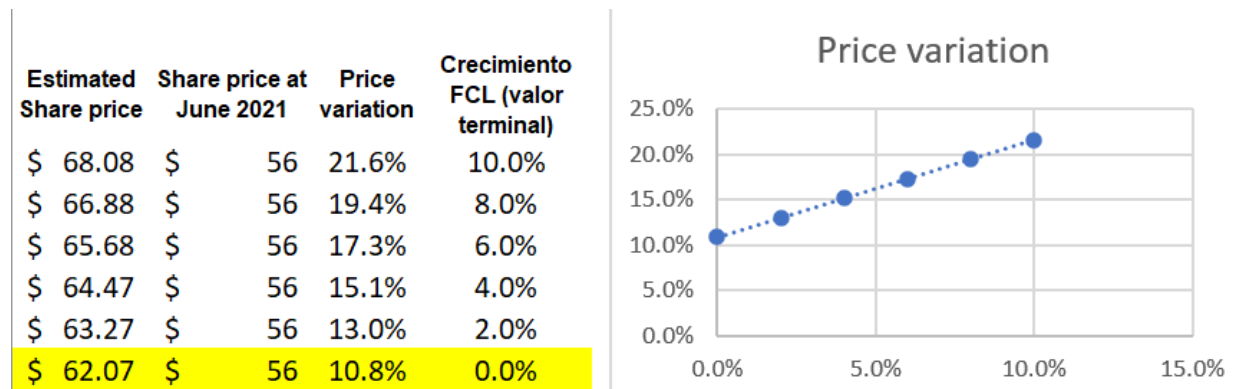 Estimated Share price at Price Crecimiento
Share price June 2021 variation FCL (valor
terminal)
$ 68.08 $ 56 21.6% 10.0%
$ 66.88 $ 56 19.4% 8.0%
$ 65.68 $ 56 17.3% 6.0%
$ 64.47 $ 56 15.1% 4.0%
$ 63.27 $ 56 13.0% 2.0%
$ 62.07 $ 56 10.8% 0.0%
Price variation
25.0%
20.0%
15.0%
10.0%
5.0%
0.0%
0.0% 5.0% 10.0% 15.0%